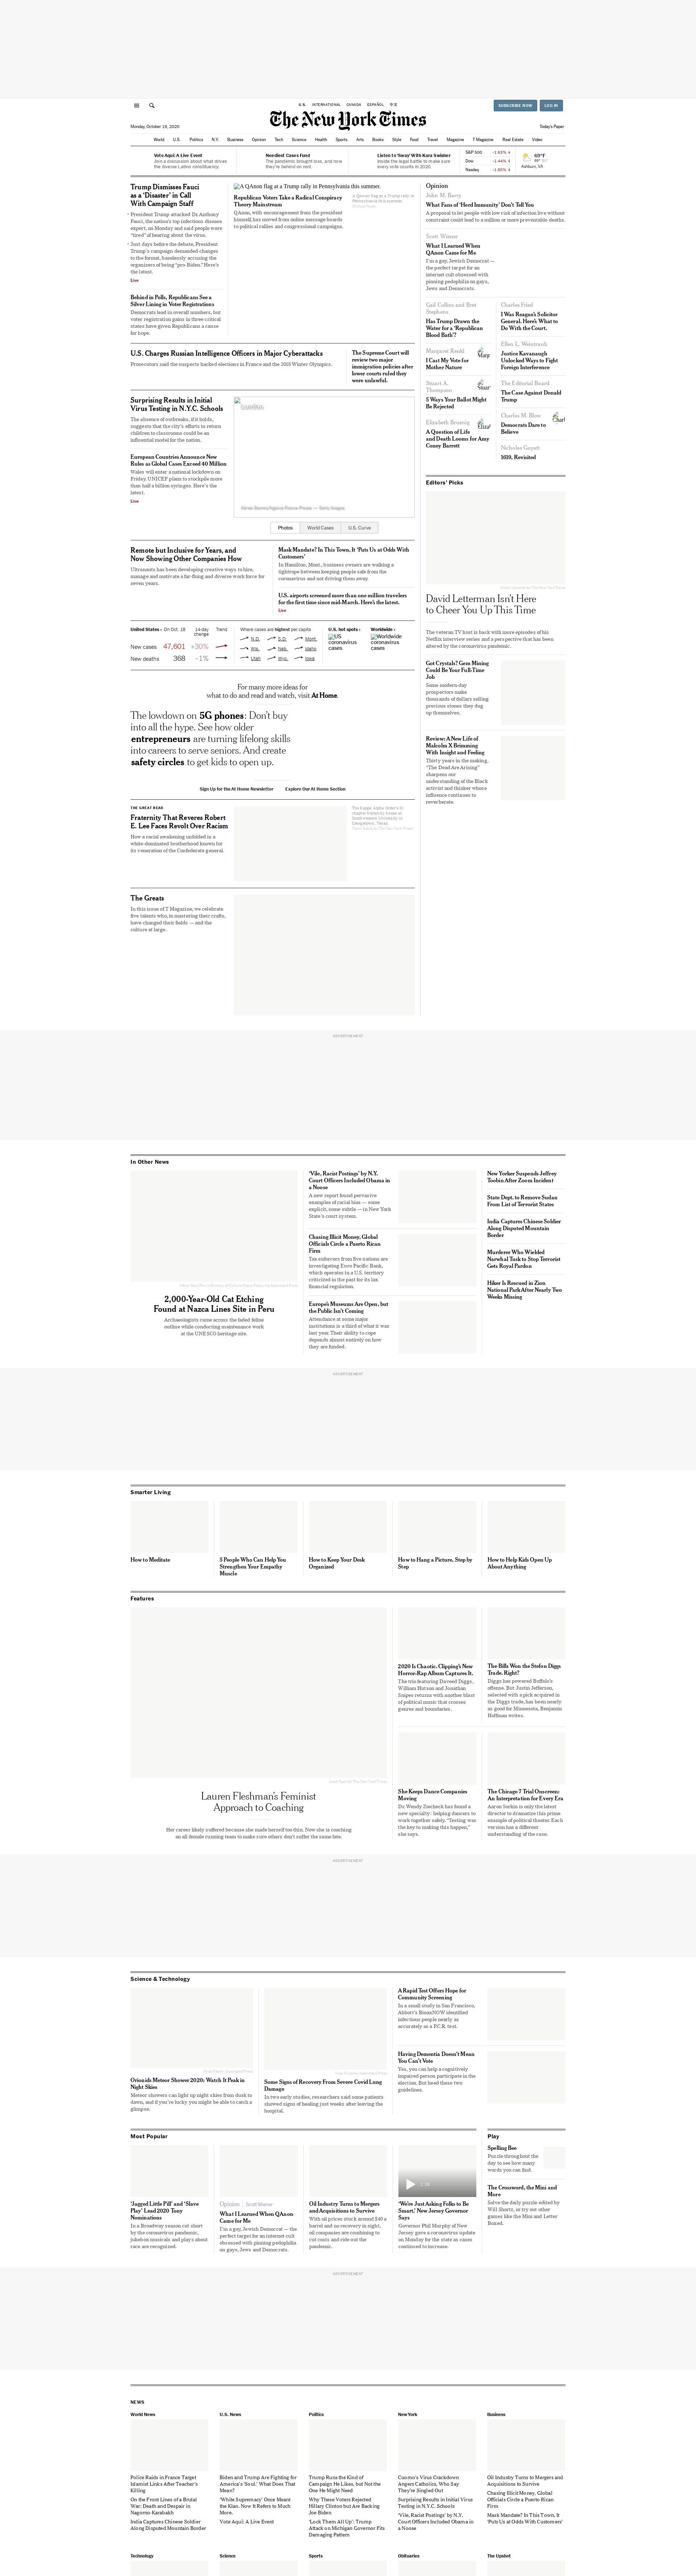 U.S. INTERNATIONAL CANADA ESPAÑOL 中文
SUBSCRIBE NOW LOG IN
The New York Times
Monday, October 19, 2020
Today's Paper
World U.S. Politics N.Y. Business Opinion Tech Science Health Sports Arts Books Style Food Travel Magazine T Magazine Real Estate Video
Vote Aquí: A Live Event
Join a discussion about what drives
the diverse Latino constituency.
Neediest Cases Fund
The pandemic brought loss, and now
they're behind on rent.
Listen to 'Sway' With Kara Swisher
Inside the legal battle to make sure
every vote counts in 2020.
S&P 500 -1.63%
Dow -1.44%
Nasdaq -1.65%
69°F
Ashburn, VA
Trump Dismisses Fauci
as a 'Disaster' in Call
With Campaign Staff
President Trump attacked Dr. Anthony
Fauci, the nation's top infectious disease
expert, on Monday and said people were
"tired" of hearing about the virus.
Just hours before the debate, President
Trump's campaign demanded changes
to the format, baselessly accusing the
organizers of being "pro-Biden." Here's
the latest.
Live
Behind in Polls, Republicans See a
Silver Lining in Voter Registrations
Democrats lead in overall numbers, but
voter registration gains in three critical
states have given Republicans a cause
for hope.
A QAnon flag at a Trump rally in Pennsylvania this summer.
Republican Voters Take a Radical Conspiracy
Theory Mainstream
QAnon, with encouragement from the president
himself, has moved from online message boards
to political rallies and congressional campaigns.
A QAnon flag at a Trump rally in
Pennsylvania this summer.
U.S. Charges Russian Intelligence Officers in Major Cyberattacks
Prosecutors said the suspects hacked elections in France and the 2018 Winter Olympics.
The Supreme Court will
review two major
immigration policies after
lower courts ruled they
were unlawful.
Surprising Results in Initial
Virus Testing in N.Y.C. Schools
The absence of outbreaks, if it holds,
suggests that the city's efforts to return
children to classrooms could be an
influential model for the nation.
European Countries Announce New
Rules as Global Cases Exceed 40 Million
Wales will enter a national lockdown on
Friday. UNICEF plans to stockpile more
than half a billion syringes. Here's the
latest.
Live
London
Photos World Cases U.S. Curve
Remote but Inclusive for Years, and
Now Showing Other Companies How
Ultranauts has been developing creative ways to hire,
manage and motivate a far-flung and diverse work force for
seven years.
Mask Mandate? In This Town, It 'Puts Us at Odds With
Customers'
In Hamilton, Mont., business owners are walking a
tightrope between keeping people safe from the
coronavirus and not driving them away.
U.S. airports screened more than one million travelers
for the first time since mid-March. Here's the latest.
Live
United States › On Oct. 18 14-day change Trend
New cases 47,601 +30%
New deaths 368 –1%
Where cases are highest per capita
N.D. S.D. Mont.
Wis. Neb. Idaho
Utah Wyo. Iowa
U.S. hot spots ›
US coronavirus cases
Worldwide ›
Worldwide coronavirus cases
For many more ideas for
what to do and read and watch, visit At Home.
The lowdown on 5G phones: Don't buy
into all the hype. See how older
entrepreneurs are turning lifelong skills
into careers to serve seniors. And create
safety circles to get kids to open up.
Sign Up for the At Home Newsletter Explore Our At Home Section
THE GREAT READ
Fraternity That Reveres Robert
E. Lee Faces Revolt Over Racism
How a racial awakening unfolded in a
white-dominated brotherhood known for
its veneration of the Confederate general.
The Kappa Alpha Order's Xi
chapter fraternity house at
Southwestern University in
Georgetown, Texas.
The Greats
In this issue of T Magazine, we celebrate
five talents who, in mastering their crafts,
have changed their fields — and the
culture at large.
Opinion
John M. Barry
What Fans of 'Herd Immunity' Don't Tell You
A proposal to let people with low risk of infection live without
constraint could lead to a million or more preventable deaths.
Scott Wiener
What I Learned When
QAnon Came for Me
I'm a gay, Jewish Democrat —
the perfect target for an
internet cult obsessed with
pinning pedophilia on gays,
Jews and Democrats.
Gail Collins and Bret
Stephens
Has Trump Drawn the
Water for a 'Republican
Blood Bath'?
Margaret Renkl
I Cast My Vote for
Mother Nature
Stuart A.
Thompson
5 Ways Your Ballot Might
Be Rejected
Elizabeth Bruenig
A Question of Life
and Death Looms for Amy
Coney Barrett
Charles Fried
I Was Reagan's Solicitor
General. Here's What to
Do With the Court.
Ellen L. Weintraub
Justice Kavanaugh
Unlocked Ways to Fight
Foreign Interference
The Editorial Board
The Case Against Donald
Trump
Charles M. Blow
Democrats Dare to
Believe
Nicholas Guyatt
1619, Revisited
Editors' Picks
David Letterman Isn't Here
to Cheer You Up This Time
The veteran TV host is back with more episodes of his
Netflix interview series and a perspective that has been
altered by the coronavirus pandemic.
Got Crystals? Gem Mining
Could Be Your Full-Time
Job
Some modern-day
prospectors make
thousands of dollars selling
precious stones they dug
up themselves.
Review: A New Life of
Malcolm X Brimming
With Insight and Feeling
Thirty years in the making,
"The Dead Are Arising"
sharpens our
understanding of the Black
activist and thinker whose
influence continues to
reverberate.
ADVERTISEMENT
In Other News
2,000-Year-Old Cat Etching
Found at Nazca Lines Site in Peru
Archaeologists came across the faded feline
outline while conducting maintenance work
at the UNESCO heritage site.
'Vile, Racist Postings' by N.Y.
Court Officers Included Obama in
a Noose
A new report found pervasive
examples of racial bias — some
explicit, some subtle — in New York
State's court system.
Chasing Illicit Money, Global
Officials Circle a Puerto Rican
Firm
Tax enforcers from five nations are
investigating Euro Pacific Bank,
which operates in a U.S. territory
criticized in the past for its lax
financial regulation.
Europe's Museums Are Open, but
the Public Isn't Coming
Attendance at some major
institutions is a third of what it was
last year. Their ability to cope
depends almost entirely on how
they are funded.
New Yorker Suspends Jeffrey
Toobin After Zoom Incident
State Dept. to Remove Sudan
From List of Terrorist States
India Captures Chinese Soldier
Along Disputed Mountain
Border
Murderer Who Wielded
Narwhal Tusk to Stop Terrorist
Gets Royal Pardon
Hiker Is Rescued in Zion
National Park After Nearly Two
Weeks Missing
ADVERTISEMENT
Smarter Living
How to Meditate
5 People Who Can Help You
Strengthen Your Empathy
Muscle
How to Keep Your Desk
Organized
How to Hang a Picture, Step by
Step
How to Help Kids Open Up
About Anything
Features
Lauren Fleshman's Feminist
Approach to Coaching
Her career likely suffered because she made herself too thin. Now she is coaching
an all-female running team to make sure others don't suffer the same fate.
2020 Is Chaotic. Clipping's New
Horror-Rap Album Captures It.
The trio featuring Daveed Diggs,
William Hutson and Jonathan
Snipes returns with another blast
of political music that crosses
genres and boundaries.
The Bills Won the Stefon Diggs
Trade. Right?
Diggs has powered Buffalo's
offense. But Justin Jefferson,
selected with a pick acquired in
the Diggs trade, has been nearly
as good for Minnesota, Benjamin
Hoffman writes.
She Keeps Dance Companies
Moving
Dr. Wendy Ziecheck has found a
new specialty: helping dancers to
work together safely. "Testing was
the key to making this happen,"
she says.
The Chicago 7 Trial Onscreen:
An Interpretation for Every Era
Aaron Sorkin is only the latest
director to dramatize this prime
example of political theater. Each
version has a different
understanding of the case.
ADVERTISEMENT
Science & Technology
Orionids Meteor Shower 2020: Watch It Peak in
Night Skies
Meteor showers can light up night skies from dusk to
dawn, and if you're lucky you might be able to catch a
glimpse.
Some Signs of Recovery From Severe Covid Lung
Damage
In two early studies, researchers said some patients
showed signs of healing just weeks after leaving the
hospital.
A Rapid Test Offers Hope for
Community Screening
In a small study in San Francisco,
Abbott's BinaxNOW identified
infectious people nearly as
accurately as a P.C.R. test.
Having Dementia Doesn't Mean
You Can't Vote
Yes, you can help a cognitively
impaired person participate in the
election. But heed these two
guidelines.
Most Popular
'Jagged Little Pill' and 'Slave
Play' Lead 2020 Tony
Nominations
In a Broadway season cut short
by the coronavirus pandemic,
jukebox musicals and plays about
race are recognized.
Opinion Scott Wiener
What I Learned When QAnon
Came for Me
I'm a gay, Jewish Democrat — the
perfect target for an internet cult
obsessed with pinning pedophilia
on gays, Jews and Democrats.
Oil Industry Turns to Mergers
and Acquisitions to Survive
With oil prices stuck around $40 a
barrel and no recovery in sight,
oil companies are combining to
cut costs and ride out the
pandemic.
'We're Just Asking Folks to Be
Smart,' New Jersey Governor
Says
Governor Phil Murphy of New
Jersey gave a coronavirus update
on Monday for the state as cases
continued to increase.
Play
Spelling Bee
Puzzle throughout the
day to see how many
words you can find.
The Crossword, the Mini and
More
Solve the daily puzzle edited by
Will Shortz, or try out other
games like the Mini and Letter
Boxed.
ADVERTISEMENT
NEWS
World News
Police Raids in France Target
Islamist Links After Teacher's
Killing
On the Front Lines of a Brutal
War: Death and Despair in
Nagorno-Karabakh
India Captures Chinese Soldier
Along Disputed Mountain Border
U.S. News
Biden and Trump Are Fighting for
America's 'Soul.' What Does That
Mean?
'White Supremacy' Once Meant
the Klan. Now It Refers to Much
More.
Vote Aquí: A Live Event
Politics
Trump Runs the Kind of
Campaign He Likes, but Not the
One He Might Need
Why These Voters Rejected
Hillary Clinton but Are Backing
Joe Biden
'Lock Them All Up': Trump
Attack on Michigan Governor Fits
Damaging Pattern
New York
Cuomo's Virus Crackdown
Angers Catholics, Who Say
They're Singled Out
Surprising Results in Initial Virus
Testing in N.Y.C. Schools
'Vile, Racist Postings' by N.Y.
Court Officers Included Obama in
a Noose
Business
Oil Industry Turns to Mergers and
Acquisitions to Survive
Chasing Illicit Money, Global
Officials Circle a Puerto Rican
Firm
Mask Mandate? In This Town, It
'Puts Us at Odds With Customers'
Technology Science Sports Obituaries The Upshot